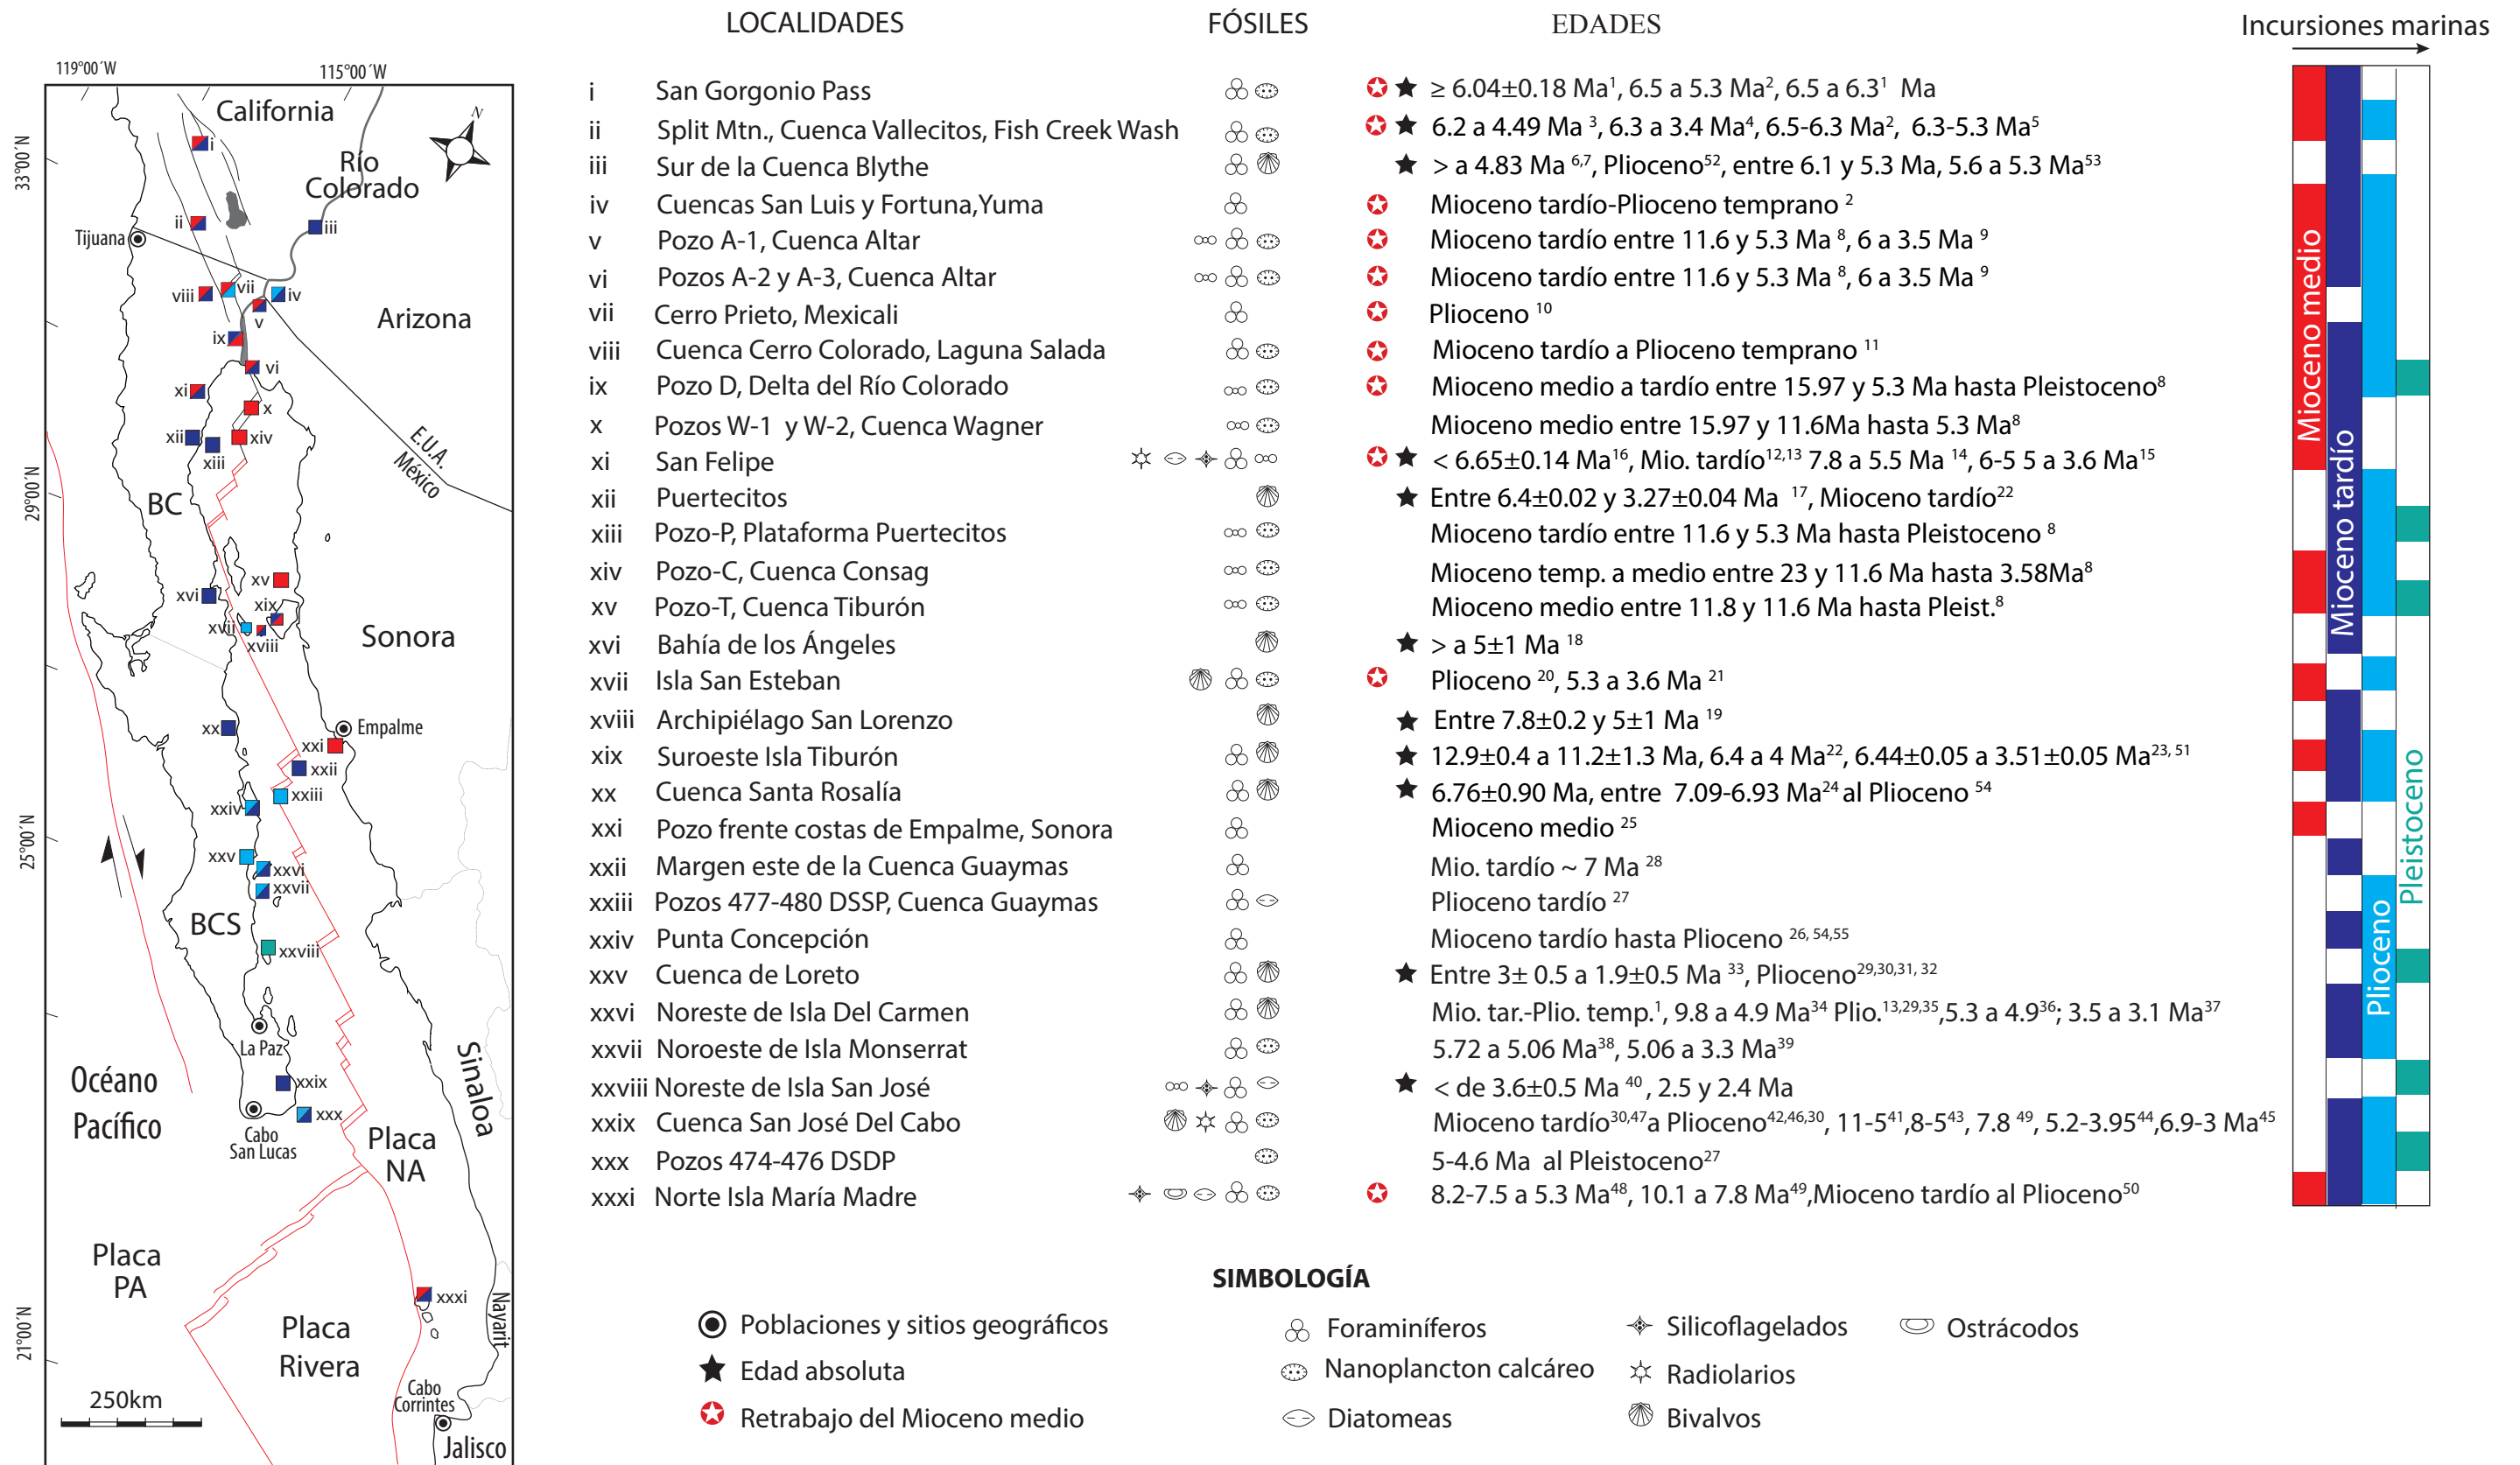 LOCALIDADES FÓSILES EDADES Incursiones marinas
119°00´W 115°00´W
i San Gorgonio Pass ≥ 6.04±0.18 Ma¹, 6.5 a 5.3 Ma², 6.5 a 6.3¹ Ma
ii Split Mtn., Cuenca Vallecitos, Fish Creek Wash 6.2 a 4.49 Ma ³, 6.3 a 3.4 Ma⁴, 6.5-6.3 Ma², 6.3-5.3 Ma⁵
iii Sur de la Cuenca Blythe > a 4.83 Ma ⁶,⁷, Plioceno⁵², entre 6.1 y 5.3 Ma, 5.6 a 5.3 Ma⁵³
iv Cuencas San Luis y Fortuna,Yuma Mioceno tardío-Plioceno temprano ²
v Pozo A-1, Cuenca Altar Mioceno tardío entre 11.6 y 5.3 Ma ⁸, 6 a 3.5 Ma ⁹
vi Pozos A-2 y A-3, Cuenca Altar Mioceno tardío entre 11.6 y 5.3 Ma ⁸, 6 a 3.5 Ma ⁹
vii Cerro Prieto, Mexicali Plioceno ¹⁰
viii Cuenca Cerro Colorado, Laguna Salada Mioceno tardío a Plioceno temprano ¹¹
ix Pozo D, Delta del Río Colorado Mioceno medio a tardío entre 15.97 y 5.3 Ma hasta Pleistoceno⁸
x Pozos W-1 y W-2, Cuenca Wagner Mioceno medio entre 15.97 y 11.6Ma hasta 5.3 Ma⁸
xi San Felipe < 6.65±0.14 Ma¹⁶, Mio. tardío¹²,¹³ 7.8 a 5.5 Ma ¹⁴, 6-5 5 a 3.6 Ma¹⁵
xii Puertecitos Entre 6.4±0.02 y 3.27±0.04 Ma ¹⁷, Mioceno tardío²²
xiii Pozo-P, Plataforma Puertecitos Mioceno tardío entre 11.6 y 5.3 Ma hasta Pleistoceno ⁸
xiv Pozo-C, Cuenca Consag Mioceno temp. a medio entre 23 y 11.6 Ma hasta 3.58Ma⁸
xv Pozo-T, Cuenca Tiburón Mioceno medio entre 11.8 y 11.6 Ma hasta Pleist.⁸
xvi Bahía de los Ángeles > a 5±1 Ma ¹⁸
xvii Isla San Esteban Plioceno ²⁰, 5.3 a 3.6 Ma ²¹
xviii Archipiélago San Lorenzo Entre 7.8±0.2 y 5±1 Ma ¹⁹
xix Suroeste Isla Tiburón 12.9±0.4 a 11.2±1.3 Ma, 6.4 a 4 Ma²², 6.44±0.05 a 3.51±0.05 Ma²³, ⁵¹
xx Cuenca Santa Rosalía 6.76±0.90 Ma, entre 7.09-6.93 Ma²⁴ al Plioceno ⁵⁴
xxi Pozo frente costas de Empalme, Sonora Mioceno medio ²⁵
xxii Margen este de la Cuenca Guaymas Mio. tardío ~ 7 Ma ²⁸
xxiii Pozos 477-480 DSSP, Cuenca Guaymas Plioceno tardío ²⁷
xxiv Punta Concepción Mioceno tardío hasta Plioceno ²⁶, ⁵⁴,⁵⁵
xxv Cuenca de Loreto Entre 3± 0.5 a 1.9±0.5 Ma ³³, Plioceno²⁹,³⁰,³¹, ³²
xxvi Noreste de Isla Del Carmen Mio. tar.-Plio. temp.¹, 9.8 a 4.9 Ma³⁴ Plio.¹³,²⁹,³⁵,5.3 a 4.9³⁶; 3.5 a 3.1 Ma³⁷
xxvii Noroeste de Isla Monserrat 5.72 a 5.06 Ma³⁸, 5.06 a 3.3 Ma³⁹
xxviii Noreste de Isla San José < de 3.6±0.5 Ma ⁴⁰, 2.5 y 2.4 Ma
xxix Cuenca San José Del Cabo Mioceno tardío³⁰,⁴⁷a Plioceno⁴²,⁴⁶,³⁰, 11-5⁴¹,8-5⁴³, 7.8 ⁴⁹, 5.2-3.95⁴⁴,6.9-3 Ma⁴⁵
xxx Pozos 474-476 DSDP 5-4.6 Ma al Pleistoceno²⁷
xxxi Norte Isla María Madre 8.2-7.5 a 5.3 Ma⁴⁸, 10.1 a 7.8 Ma⁴⁹,Mioceno tardío al Plioceno⁵⁰
Mioceno medio
Mioceno tardío
Plioceno
Pleistoceno
33°00´N
29°00´N
25°00´N
21°00´N
California
N
i
Río
Colorado
ii
iii
Tijuana
viii
vii
iv
v
Arizona
ix
vi
xi
x
xii
xiv
xiii
E.U.A.
México
BC
xv
xvi
xix
xvii
xviii
Sonora
xx
Empalme
xxi
xxii
xxiii
xxiv
xxv
xxvi
xxvii
BCS
xxviii
La Paz
Sinaloa
Océano
Pacífico
xxix
xxx
Cabo
San Lucas
Placa
NA
Placa
PA
xxxi
Placa
Rivera
Nayarit
Cabo
Corrintes
250km
Jalisco
SIMBOLOGÍA
Poblaciones y sitios geográficos Foraminíferos Silicoflagelados Ostrácodos
Edad absoluta Nanoplancton calcáreo Radiolarios
Retrabajo del Mioceno medio Diatomeas Bivalvos